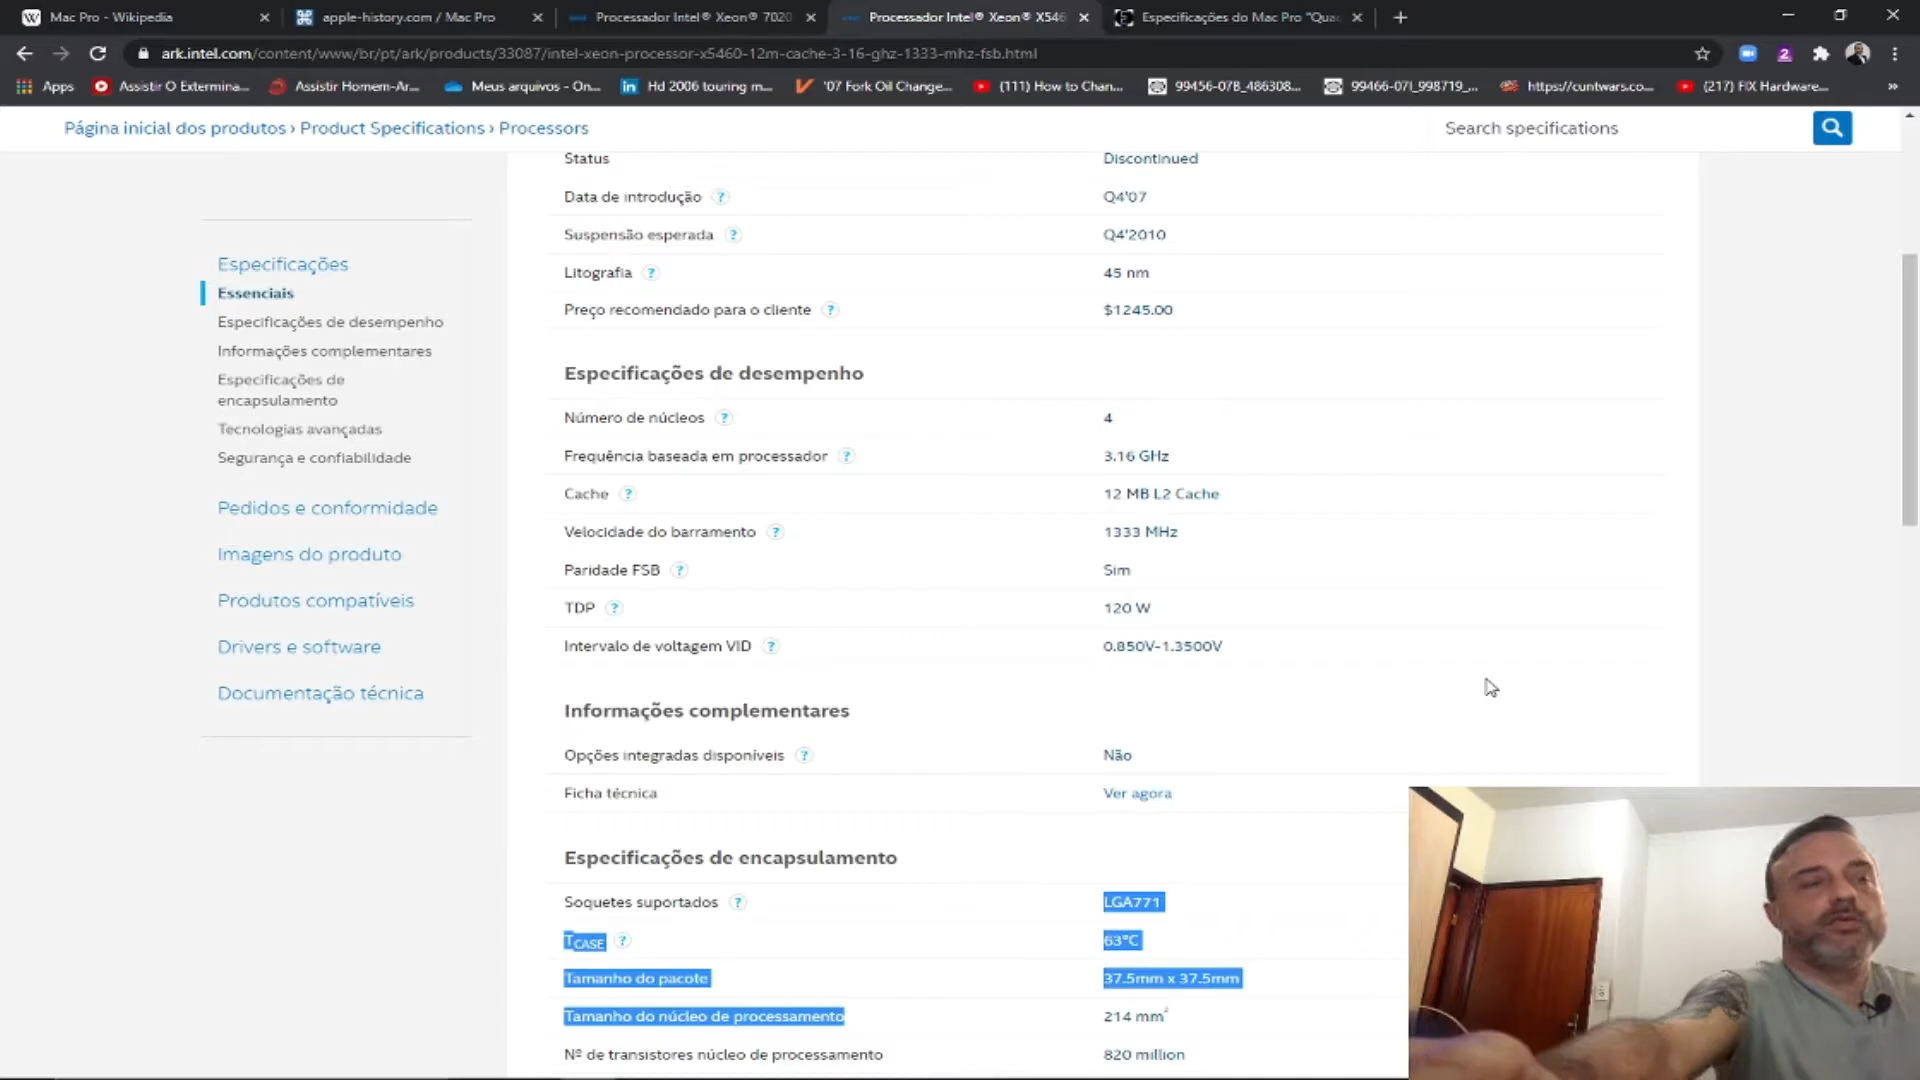 Mac Pro - Wikipedia
apple-history.com / Mac Pro
Processador Intel® Xeon® 7020
Processador Intel® Xeon® X546
Especificações do Mac Pro "Qua
ark.intel.com/content/www/br/pt/ark/products/33087/intel-xeon-processor-x5460-12m-cache-3-16-ghz-1333-mhz-fsb.html
2
Apps
Assistir O Extermina...
Assistir Homem-Ar...
Meus arquivos - On...
Hd 2006 touring m...
'07 Fork Oil Change...
(111) How to Chan...
99456-07B_486308...
99466-07I_998719_...
https://cuntwars.co...
(217) FIX Hardware...
»
Página inicial dos produtos › Product Specifications › Processors
Search specifications
Status Discontinued
Data de introdução ? Q4'07
Suspensão esperada ? Q4'2010
Litografia ? 45 nm
Preço recomendado para o cliente ? $1245.00
Especificações de desempenho
Número de núcleos ? 4
Frequência baseada em processador ? 3.16 GHz
Cache ? 12 MB L2 Cache
Velocidade do barramento ? 1333 MHz
Paridade FSB ? Sim
TDP ? 120 W
Intervalo de voltagem VID ? 0.850V-1.3500V
Informações complementares
Opções integradas disponíveis ? Não
Ficha técnica Ver agora
Especificações de encapsulamento
Soquetes suportados ? LGA771
TCASE ? 63°C
Tamanho do pacote 37.5mm x 37.5mm
Tamanho do núcleo de processamento 214 mm²
Nº de transistores núcleo de processamento 820 million
Especificações
Essenciais
Especificações de desempenho
Informações complementares
Especificações de
encapsulamento
Tecnologias avançadas
Segurança e confiabilidade
Pedidos e conformidade
Imagens do produto
Produtos compatíveis
Drivers e software
Documentação técnica